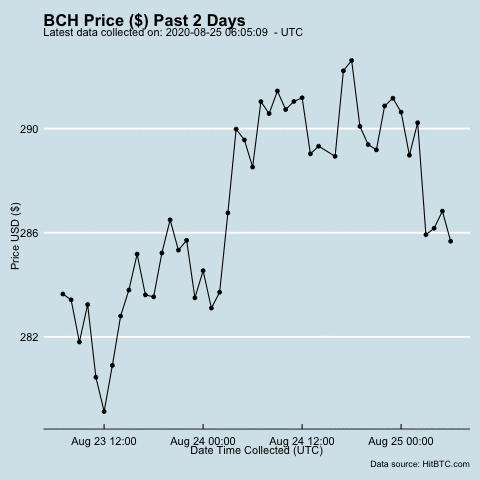 BCH Price ($) Past 2 Days
Latest data collected on: 2020-08-25 06:05:09 - UTC
290
286
282
Price USD ($)
Aug 23 12:00 Aug 24 00:00 Aug 24 12:00 Aug 25 00:00
Date Time Collected (UTC)
Data source: HitBTC.com